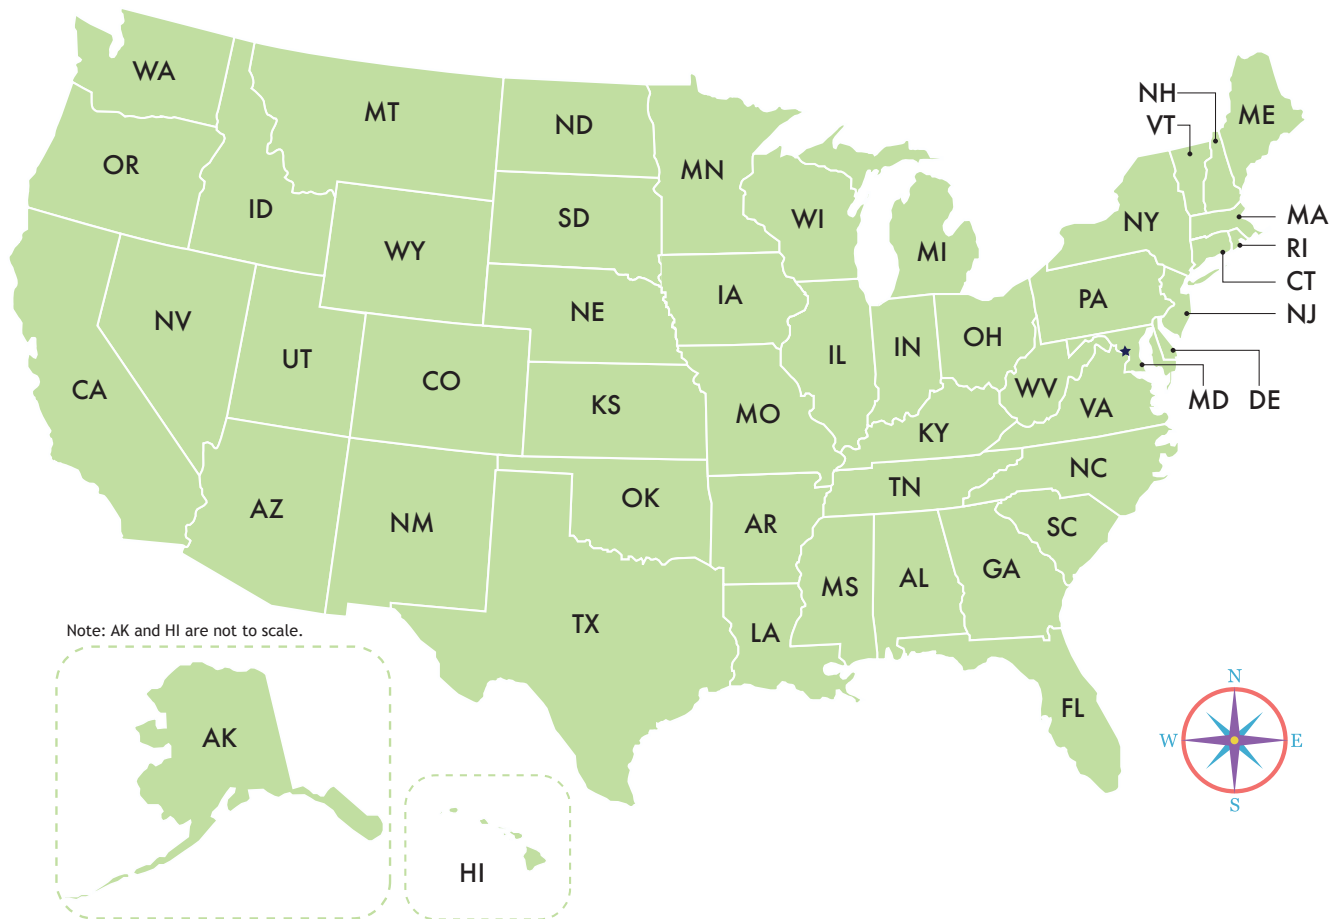 WA
MT
ND
MN
NH
VT
ME
OR
ID
SD
WI
MI
NY
MA
RI
CT
NJ
WY
IA
PA
NE
NV
UT
CO
IL
IN
OH
WV
MD
DE
VA
CA
KS
MO
KY
NC
TN
AZ
NM
OK
AR
SC
MS
AL
GA
TX
LA
FL
Note: AK and HI are not to scale.
AK
HI
N
W
E
S